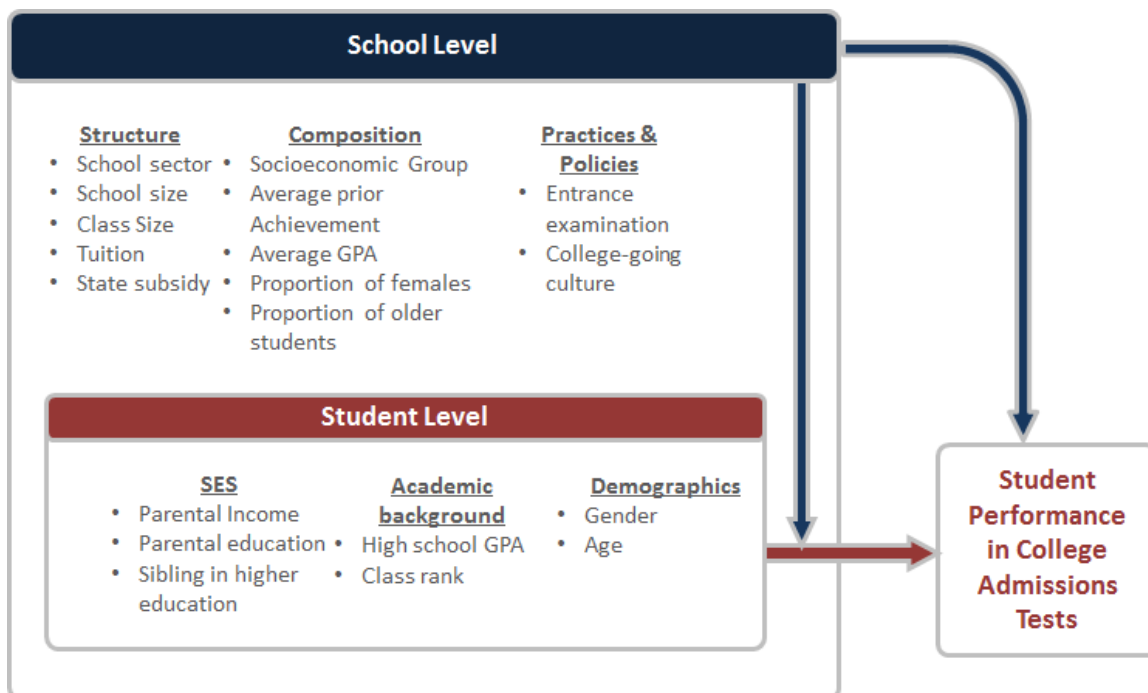 School Level
Structure
• School sector
• School size
• Class Size
• Tuition
• State subsidy
Composition
• Socioeconomic Group
• Average prior
Achievement
• Average GPA
• Proportion of females
• Proportion of older
students
Practices &
Policies
• Entrance
examination
• College-going
culture
Student Level
SES
• Parental Income
• Parental education
• Sibling in higher
education
Academic
background
• High school GPA
• Class rank
Demographics
• Gender
• Age
Student
Performance
in College
Admissions
Tests